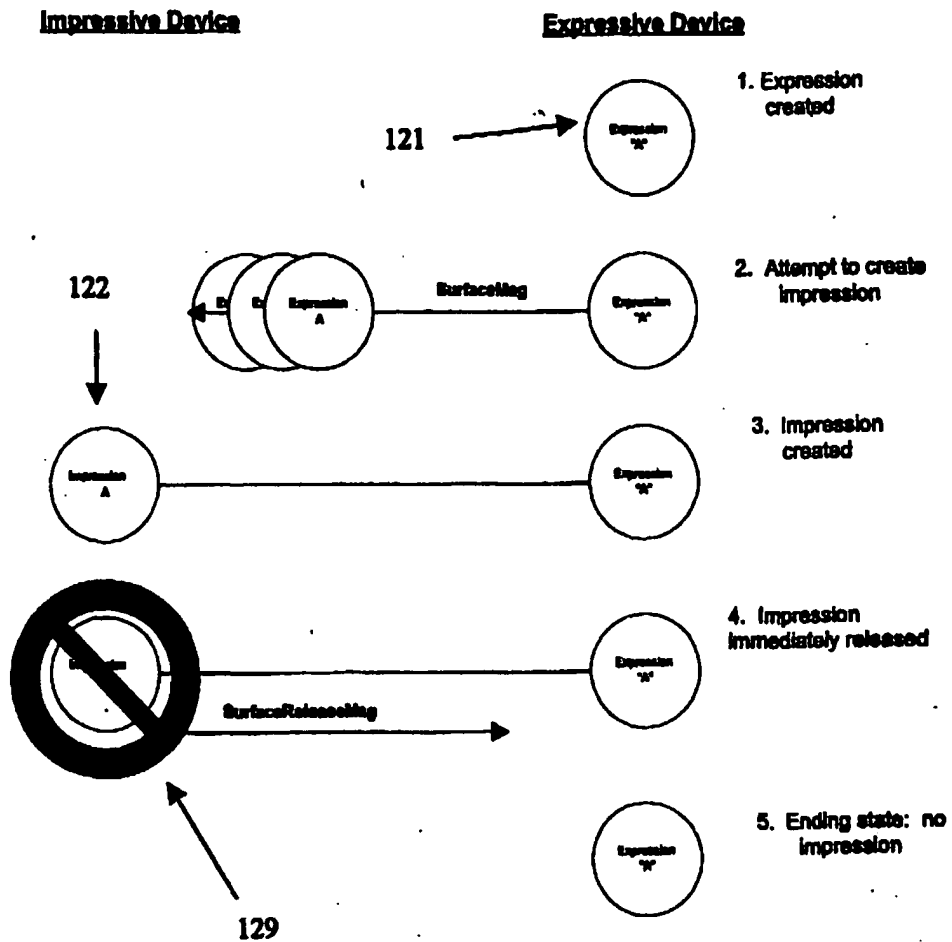 Impressive Device
Expressive Device
1. Expression
created
121
Expression
"A"
2. Attempt to create
impression
122
Expression
A
SurfaceMsg
Expression
"A"
3. Impression
created
Impression
A
Expression
"A"
4. Impression
immediately released
Expression
"A"
SurfaceReleaseMsg
5. Ending state: no
impression
Expression
"A"
129